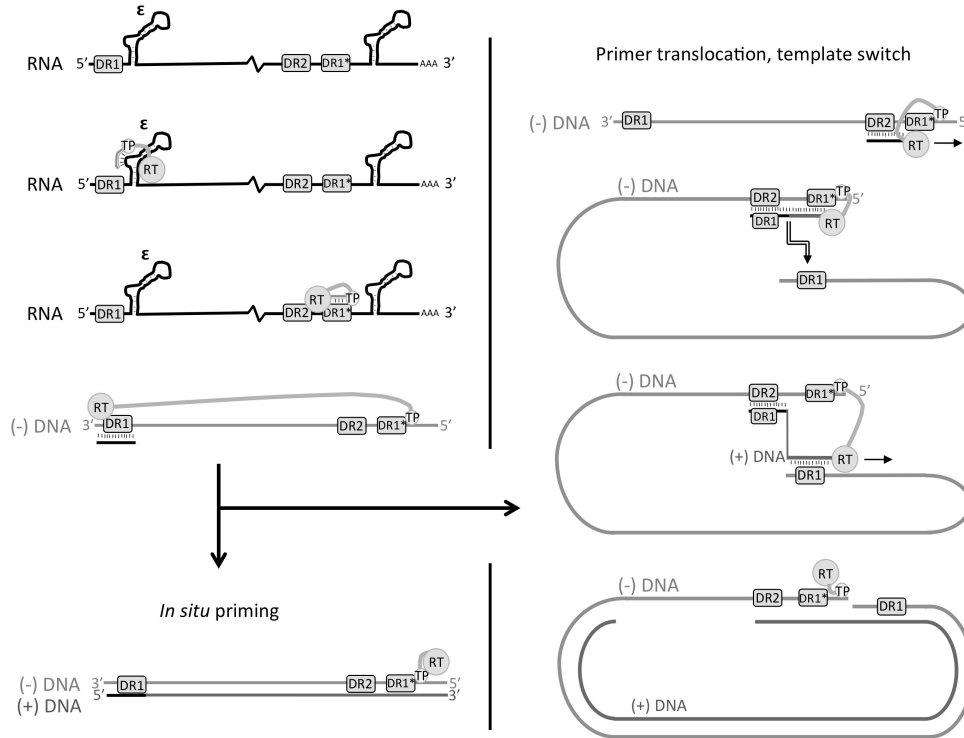 ε
RNA 5’ DR1 DR2 DR1* AAA 3’
ε
TP
RT
RNA 5’ DR1 DR2 DR1* AAA 3’
ε
RT TP
RNA 5’ DR1 DR2 DR1* AAA 3’
RT
TP
(-) DNA 3’ DR1 DR2 DR1* 5’
In situ priming
RT
TP
(-) DNA 3’ DR1 DR2 DR1* 5’
(+) DNA 5’ 3’
Primer translocation, template switch
TP
(-) DNA 3’ DR1 DR2 DR1* 5’
RT
(-) DNA
DR2 DR1* TP 5’
DR1 RT
DR1
(-) DNA
DR2 DR1* TP 5’
DR1
(+) DNA RT
DR1
RT
(-) DNA TP
DR2 DR1* DR1
(+) DNA